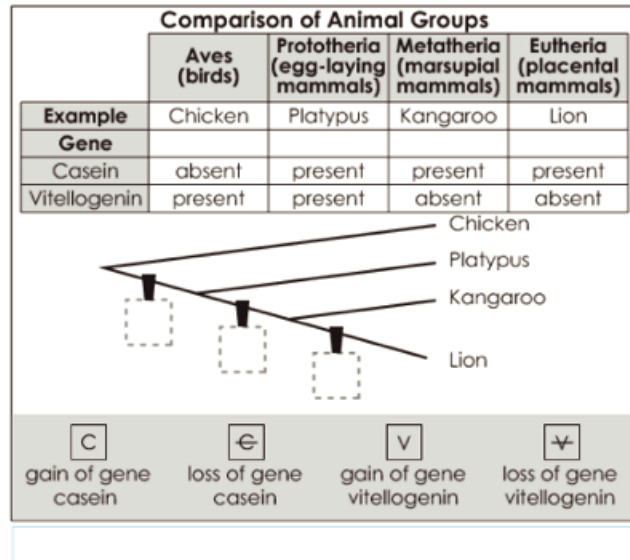 Comparison of Animal Groups
Aves (birds) Prototheria (egg-laying mammals) Metatheria (marsupial mammals) Eutheria (placental mammals)
Example Chicken Platypus Kangaroo Lion
Gene
Casein absent present present present
Vitellogenin present present absent absent
Chicken
Platypus
Kangaroo
Lion
C C V V
gain of gene casein loss of gene casein gain of gene vitellogenin loss of gene vitellogenin